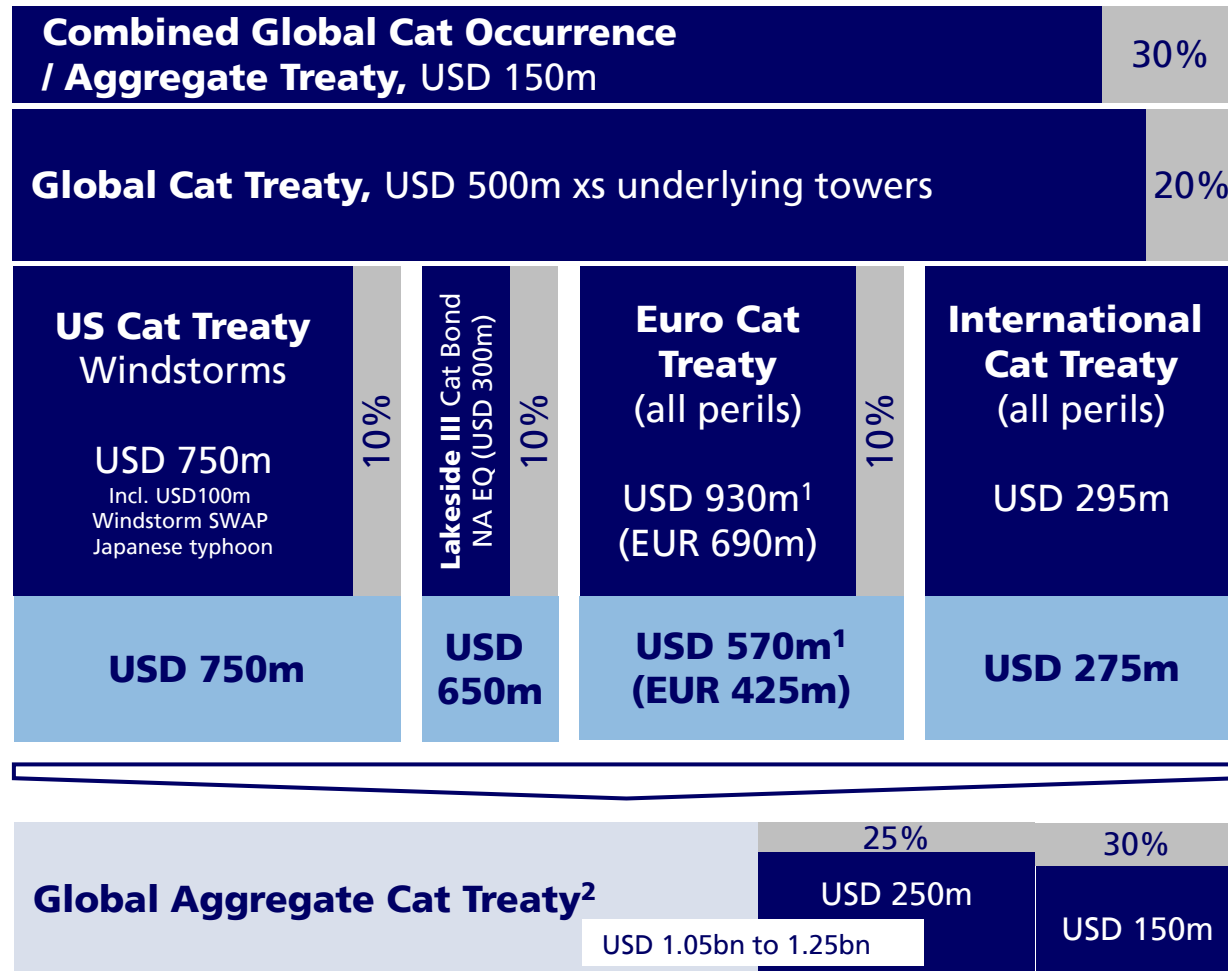 Combined Global Cat Occurrence
/ Aggregate Treaty, USD 150m
30%
Global Cat Treaty, USD 500m xs underlying towers
20%
US Cat Treaty
Windstorms
USD 750m
Incl. USD100m
Windstorm SWAP
Japanese typhoon
10%
Lakeside III Cat Bond
NA EQ (USD 300m)
10%
Euro Cat
Treaty
(all perils)
USD 930m¹
(EUR 690m)
10%
International
Cat Treaty
(all perils)
USD 295m
USD 750m
USD
650m
USD 570m¹
(EUR 425m)
USD 275m
Global Aggregate Cat Treaty²
25%
USD 250m
30%
USD 150m
USD 1.05bn to 1.25bn